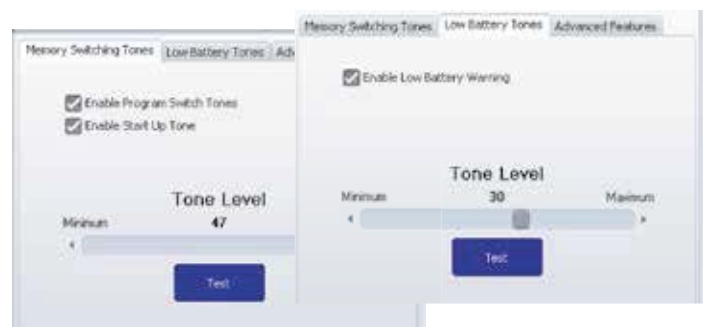 Memory Switching Tones Low Battery Tones Adv
Enable Program Switch Tones
Enable Start Up Tone
Tone Level
Minimum 47
Test
Memory Switching Tones Low Battery Tones Advanced Features
Enable Low Battery Warning
Tone Level
Minimum 30 Maximum
Test